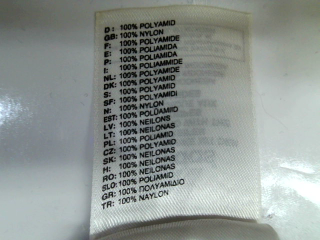 D: 100% POLYAMID
GB: 100% NYLON
F: 100% POLYAMIDE
E: 100% POLIAMIDA
P: 100% POLIAMIDA
I: 100% POLIAMMIDE
NL: 100% POLYAMIDE
DK: 100% POLYAMID
S: 100% POLYAMID
SF: 100% POLYAMIDI
N: 100% NYLON
EST: 100% POLÜAMIID
LV: 100% NEILONS
LT: 100% NEILONAS
PL: 100% POLIAMID
CZ: 100% POLYAMID
SK: 100% NEILONAS
H: 100% NEILONAS
RO: 100% NEILONAS
SLO: 100% POLIAMID
GR: 100% ΠΟΛΥΑΜΙΔΙΟ
TR: 100% NAYLON